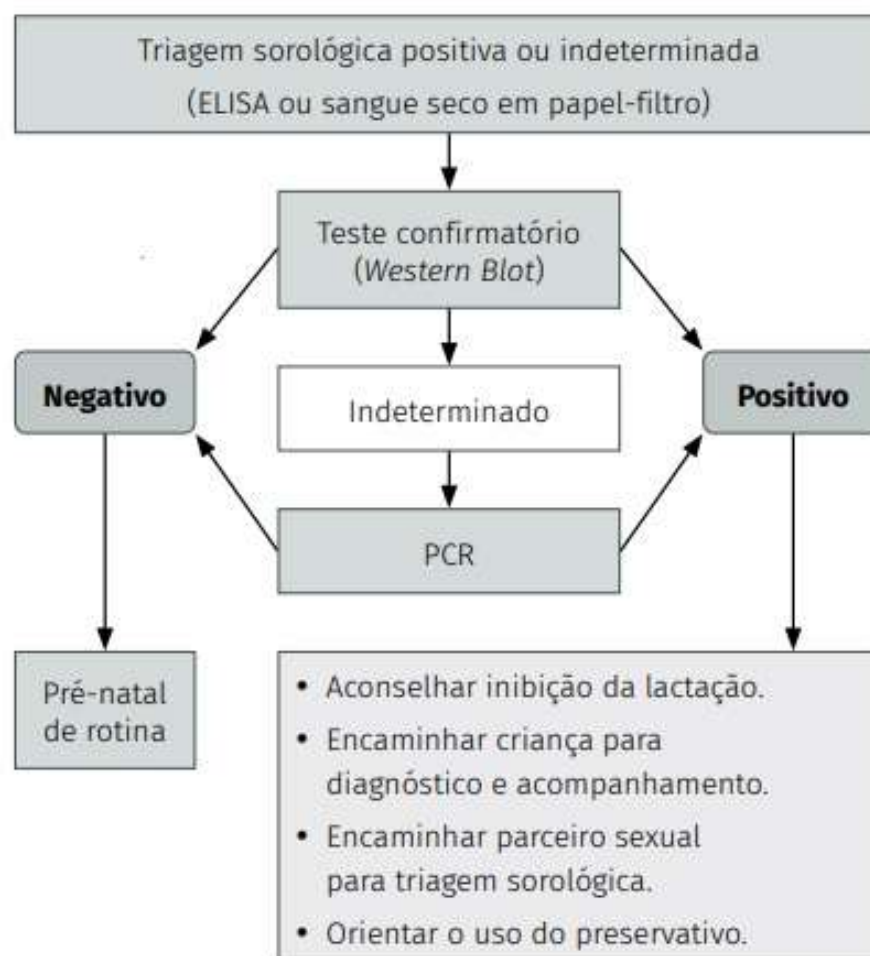 Triagem sorológica positiva ou indeterminada
(ELISA ou sangue seco em papel-filtro)
Teste confirmatório
(Western Blot)
Negativo
Indeterminado
Positivo
PCR
Pré-natal
de rotina
• Aconselhar inibição da lactação.
• Encaminhar criança para
diagnóstico e acompanhamento.
• Encaminhar parceiro sexual
para triagem sorológica.
• Orientar o uso do preservativo.